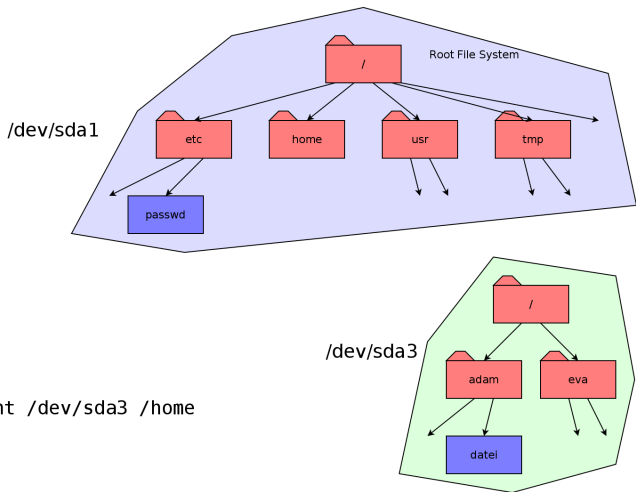 Root File System
/
/dev/sda1
etc
home
usr
tmp
passwd
/
/dev/sda3
adam
eva
nt /dev/sda3 /home
datei